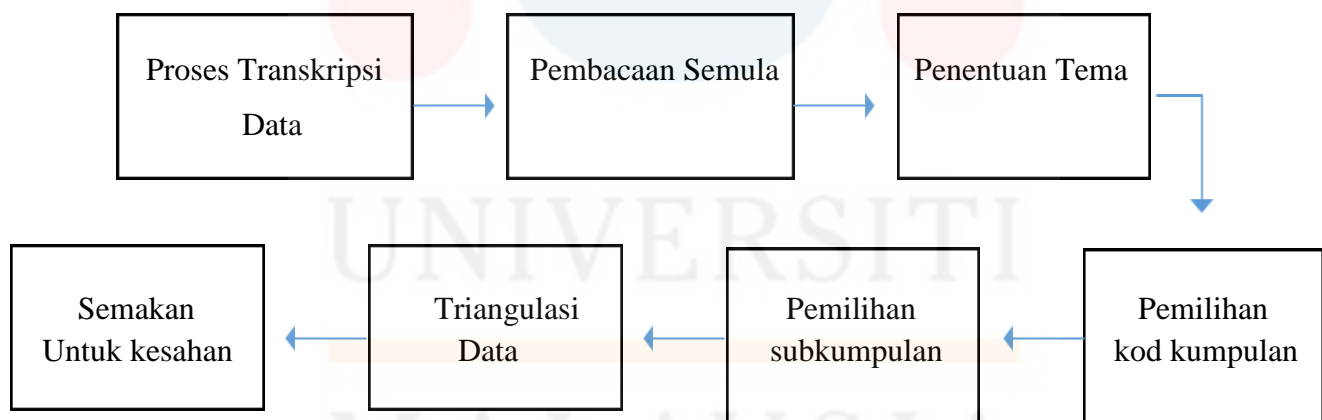 Proses Transkripsi
Data
Pembacaan Semula
Penentuan Tema
UNIVERSITI
Pemilihan
kod kumpulan
Pemilihan
subkumpulan
Triangulasi
Data
Semakan
Untuk kesahan